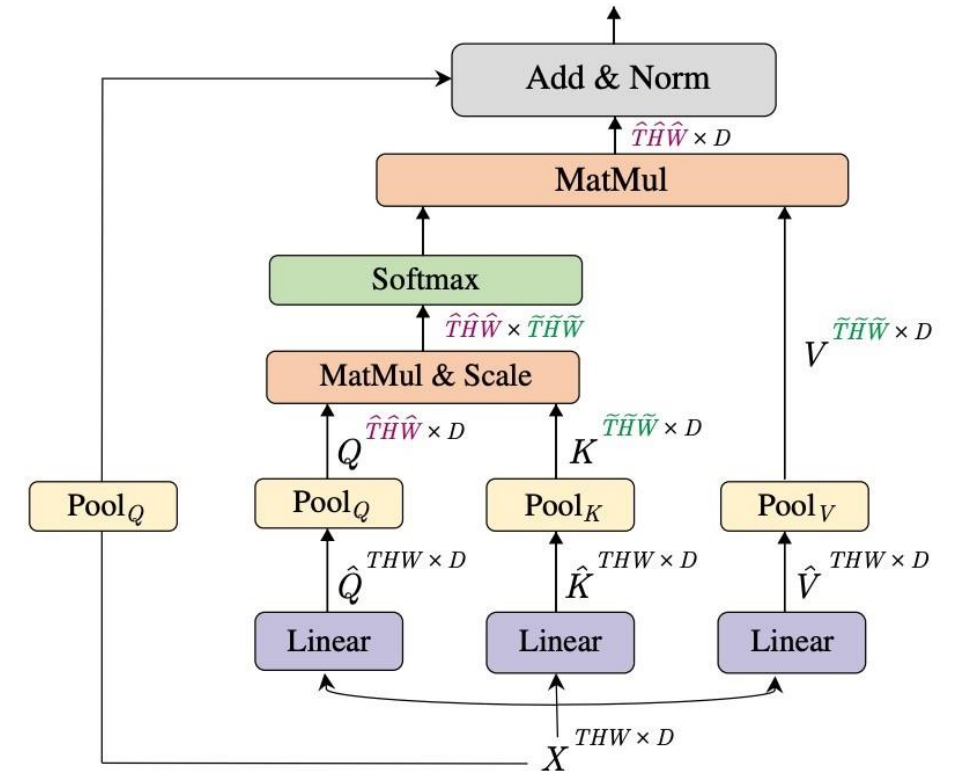 Add & Norm
T̂ĤŴ × D
MatMul
Softmax
T̂ĤŴ × T̃H̃W̃
V T̃H̃W̃ × D
MatMul & Scale
Q T̂ĤŴ × D
K T̃H̃W̃ × D
Pool_Q
Pool_Q
Pool_K
Pool_V
Q̂ THW × D
K̂ THW × D
V̂ THW × D
Linear
Linear
Linear
X THW × D